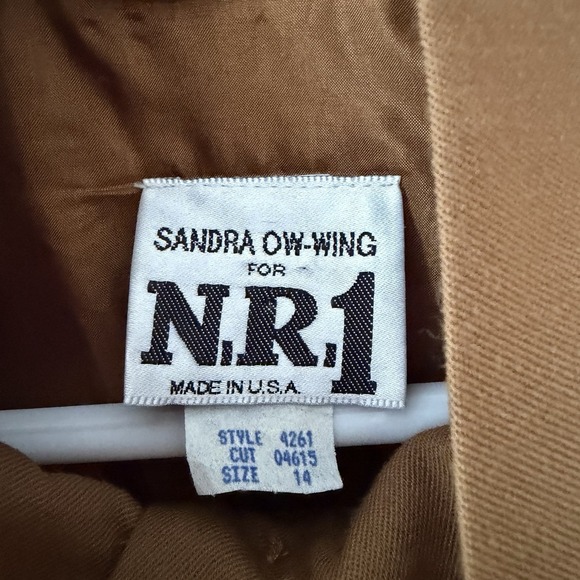 SANDRA OW-WING
FOR
N.R.1
MADE IN U.S.A.
STYLE 4261
CUT 04615
SIZE 14